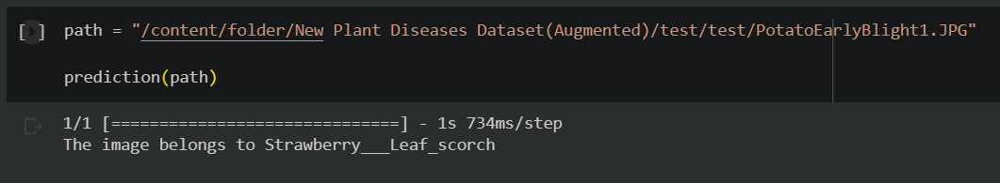 [ ] path = "/content/folder/New Plant Diseases Dataset(Augmented)/test/test/PotatoEarlyBlight1.JPG"
prediction(path)
1/1 [==============================] - 1s 734ms/step
The image belongs to Strawberry___Leaf_scorch